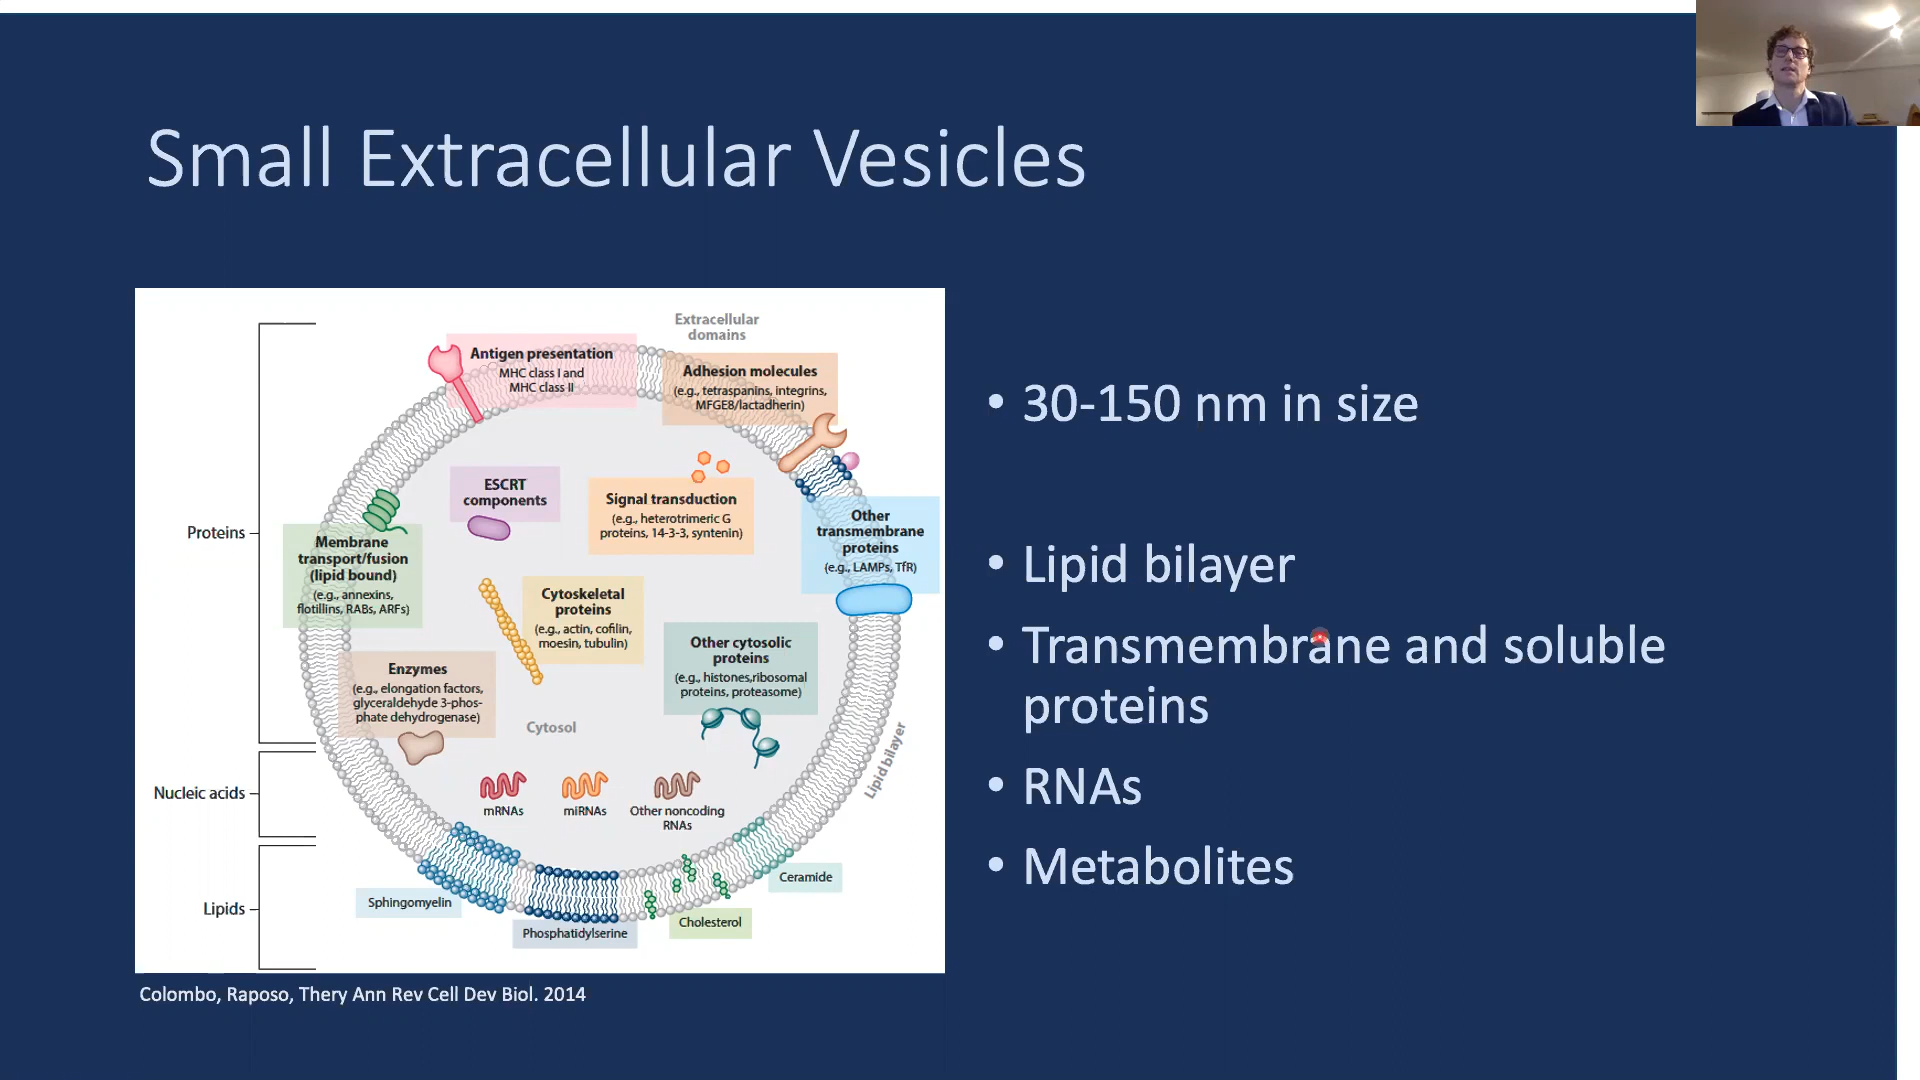 Small Extracellular Vesicles
Extracellular
domains
Antigen presentation
MHC class I and
MHC class II
Adhesion molecules
(e.g., tetraspanins, integrins,
MFGE8/lactadherin)
ESCRT
components
Signal transduction
(e.g., heterotrimeric G
proteins, 14-3-3, syntenin)
Other
transmembrane
proteins
(e.g., LAMPs, TfR)
Proteins
Membrane
transport/fusion
(lipid bound)
(e.g., annexins,
flotillins, RABs, ARFs)
Cytoskeletal
proteins
(e.g., actin, cofilin,
moesin, tubulin)
Other cytosolic
proteins
(e.g., histones,ribosomal
proteins, proteasome)
Enzymes
(e.g., elongation factors,
glyceraldehyde 3-phos-
phate dehydrogenase)
Cytosol
Lipid bilayer
Nucleic acids
mRNAs
miRNAs
Other noncoding
RNAs
Lipids
Sphingomyelin
Phosphatidylserine
Cholesterol
Ceramide
Colombo, Raposo, Thery Ann Rev Cell Dev Biol. 2014
• 30-150 nm in size
• Lipid bilayer
• Transmembrane and soluble
proteins
• RNAs
• Metabolites